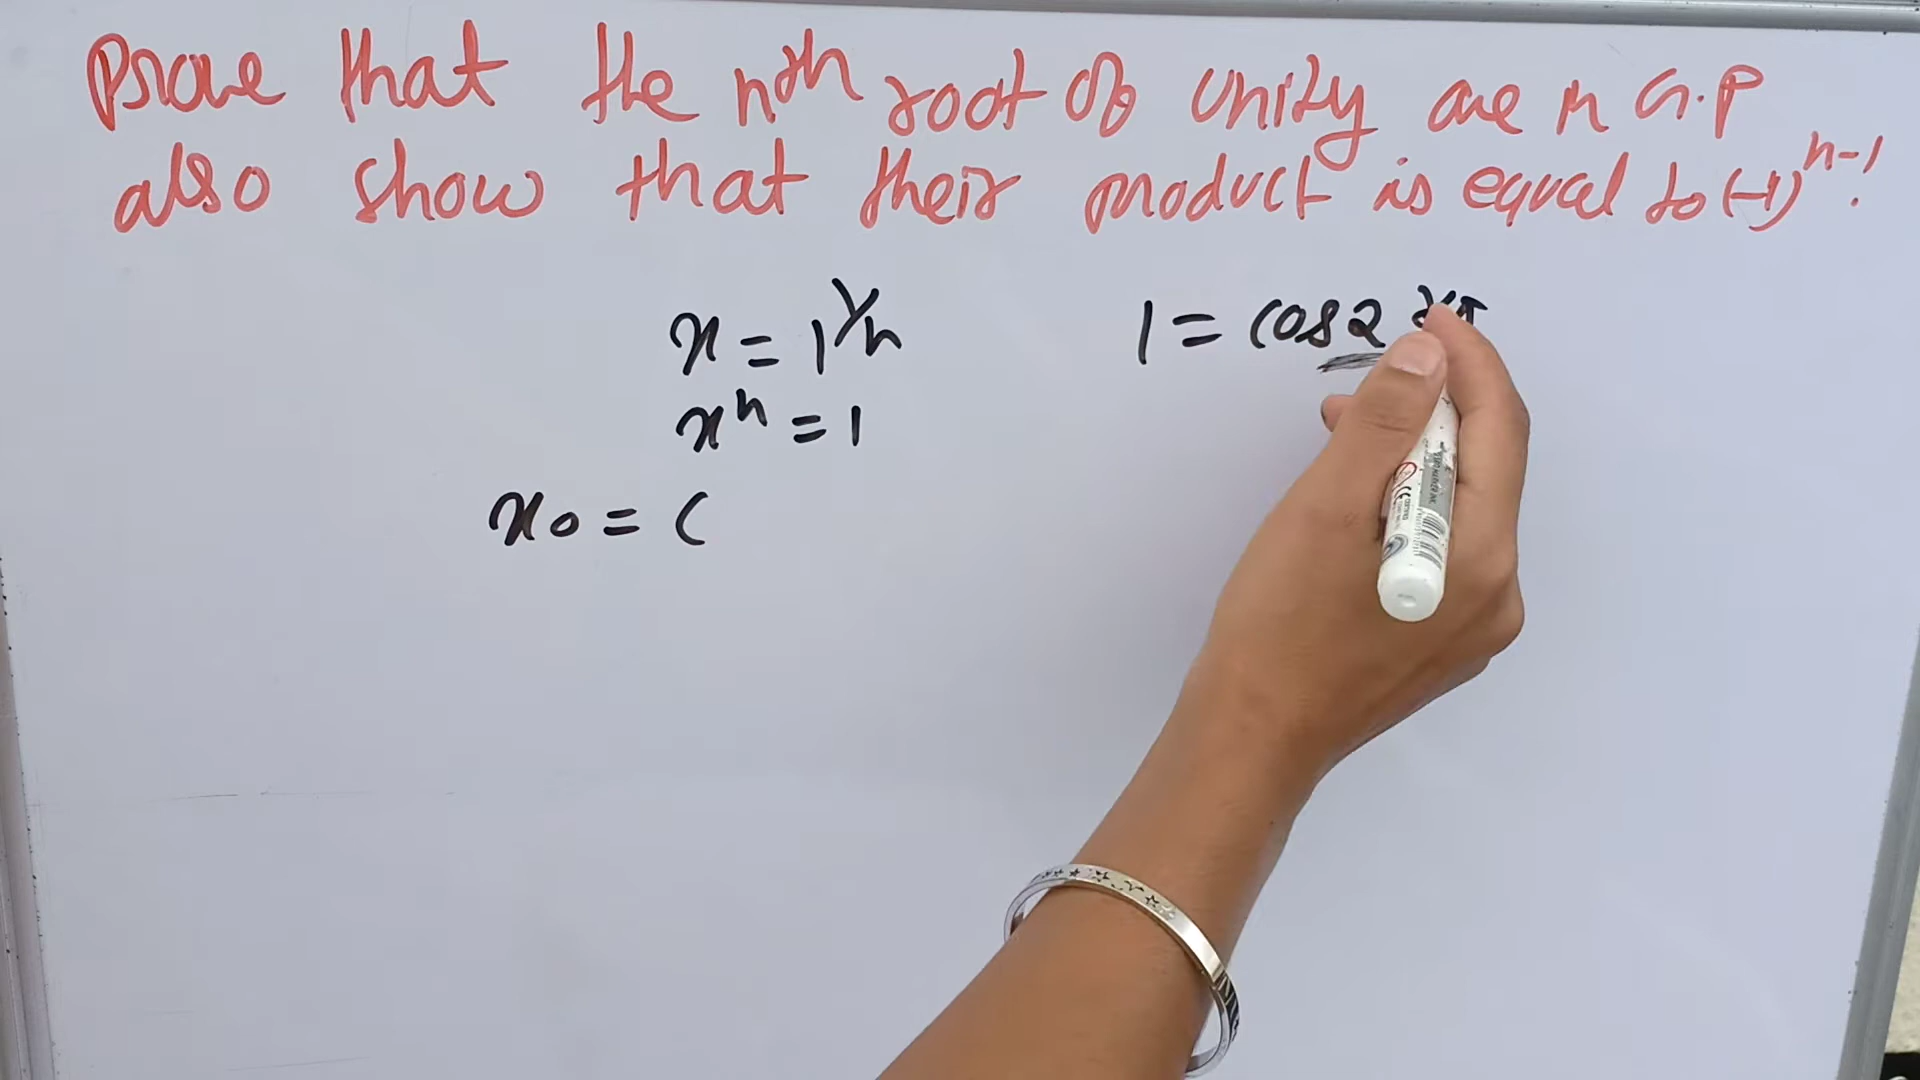 Prove that the nth root of unity are in G.P
also show that their product is equal to (-1)^n-1.
x = 1^1/n
x^n = 1
x0 = (
1 = cos2